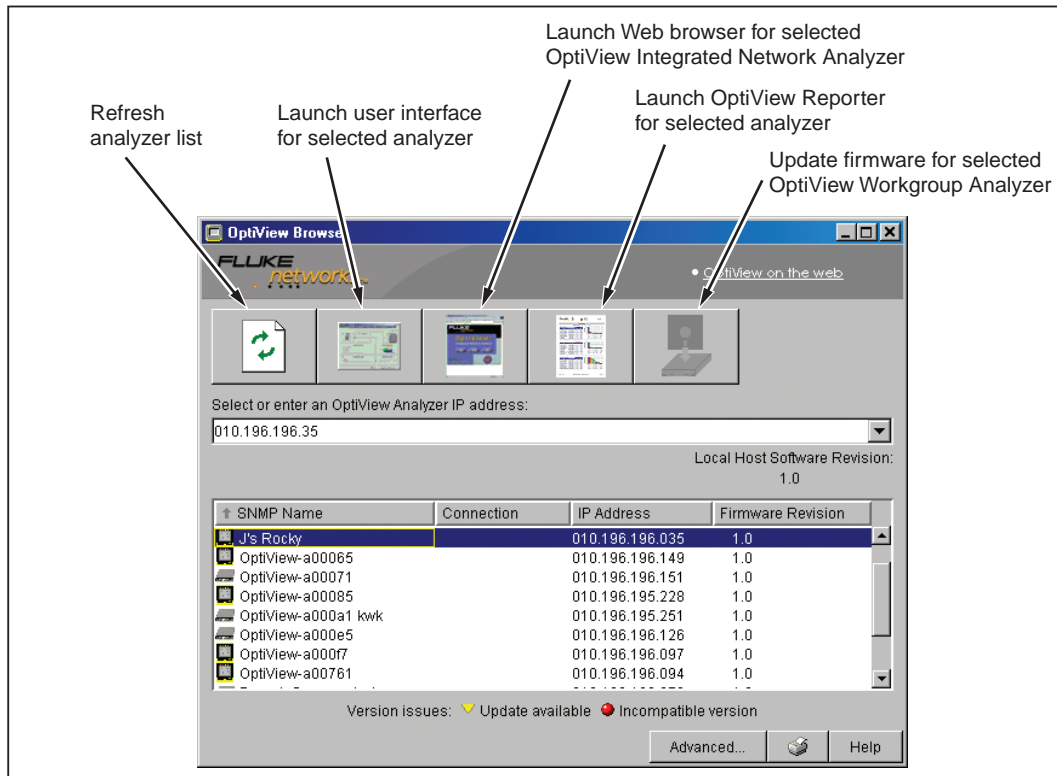 Launch Web browser for selected
OptiView Integrated Network Analyzer
Refresh
analyzer list
Launch user interface
for selected analyzer
Launch OptiView Reporter
for selected analyzer
Update firmware for selected
OptiView Workgroup Analyzer
OptiView Browser
FLUKE
networks
OptiView on the web
Select or enter an OptiView Analyzer IP address:
010.196.196.35
Local Host Software Revision:
1.0
SNMP Name Connection IP Address Firmware Revision
J's Rocky 010.196.196.035 1.0
OptiView-a00065 010.196.196.149 1.0
OptiView-a00071 010.196.196.151 1.0
OptiView-a00085 010.196.195.228 1.0
OptiView-a000a1 kwk 010.196.195.251 1.0
OptiView-a000e5 010.196.196.126 1.0
OptiView-a000f7 010.196.196.097 1.0
OptiView-a00761 010.196.196.094 1.0
Version issues: Update available Incompatible version
Advanced... Help